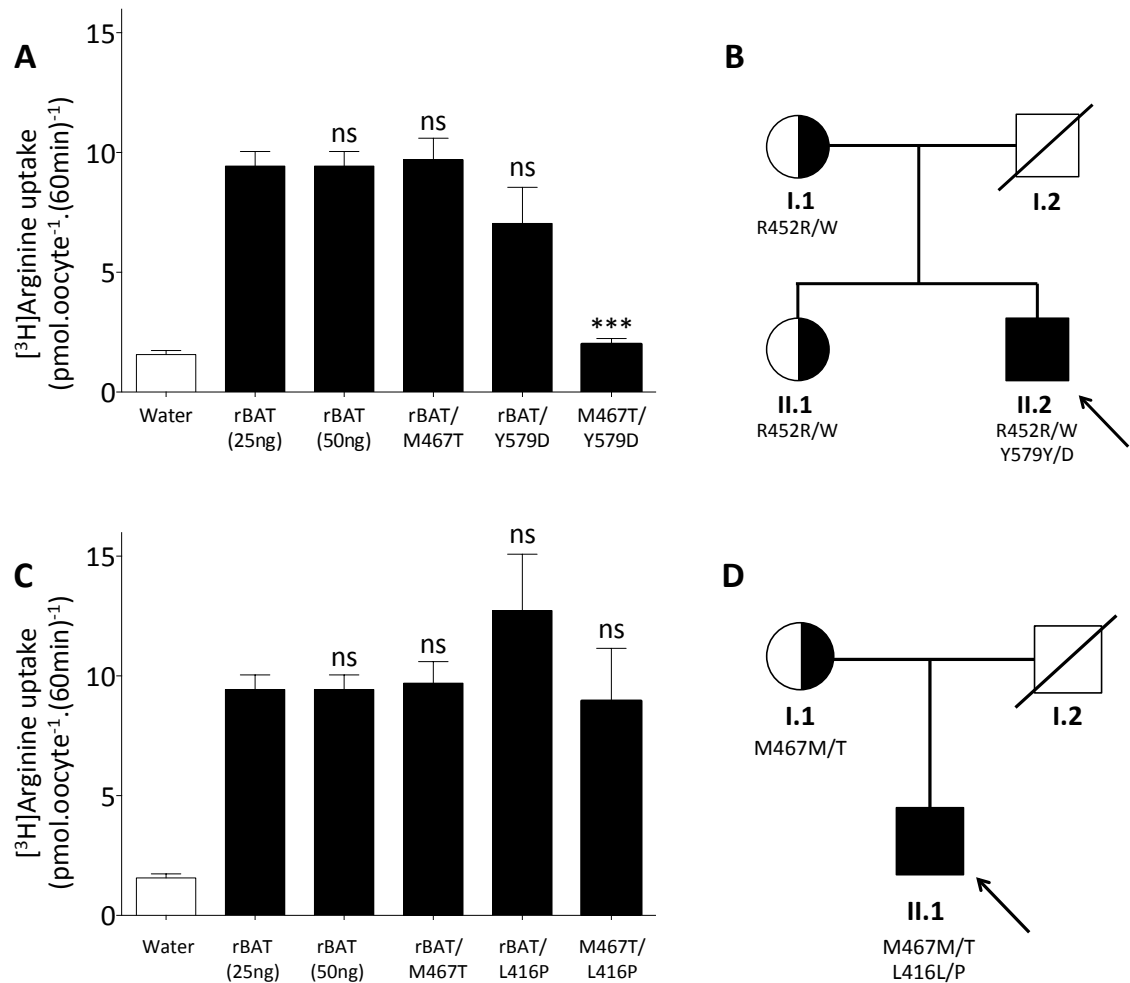 A
[³H]Arginine uptake
(pmol.oocyte⁻¹.(60min)⁻¹)
15
10
5
0
ns
ns
ns
***
Water
rBAT
(25ng)
rBAT
(50ng)
rBAT/
M467T
rBAT/
Y579D
M467T/
Y579D
B
I.1
R452R/W
I.2
II.1
R452R/W
II.2
R452R/W
Y579Y/D
C
[³H]Arginine uptake
(pmol.oocyte⁻¹.(60min)⁻¹)
15
10
5
0
ns
ns
ns
ns
Water
rBAT
(25ng)
rBAT
(50ng)
rBAT/
M467T
rBAT/
L416P
M467T/
L416P
D
I.1
M467M/T
I.2
II.1
M467M/T
L416L/P